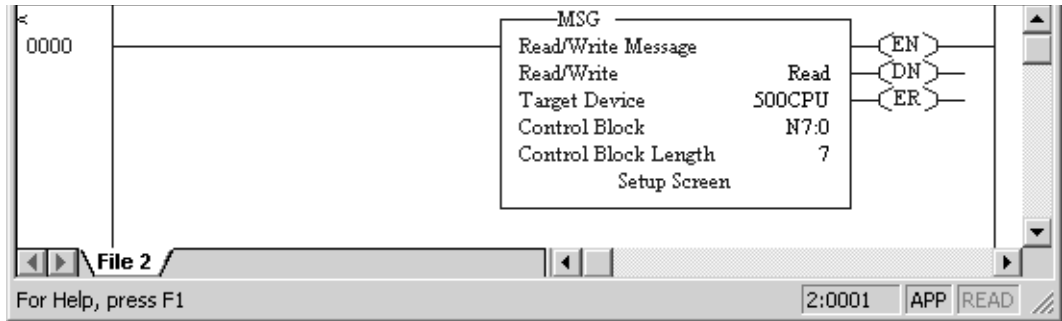 <
MSG
0000
Read/Write Message
EN
Read/Write Read
DN
Target Device 500CPU
ER
Control Block N7:0
Control Block Length 7
Setup Screen
File 2
For Help, press F1 2:0001 APP READ